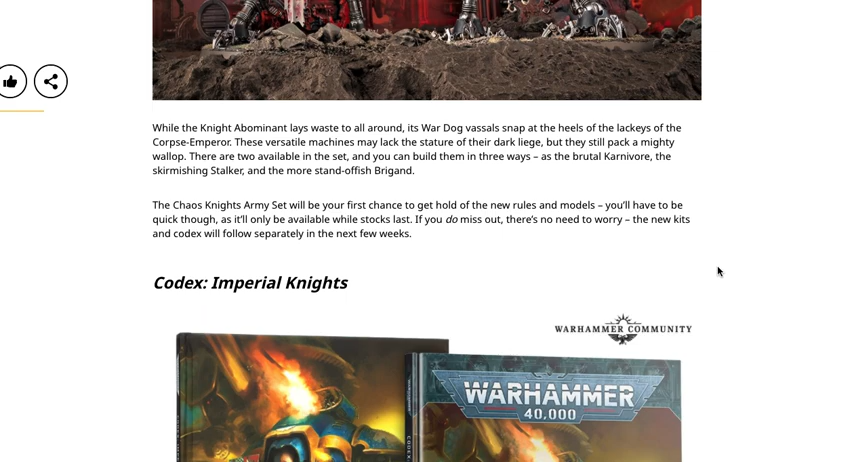 While the Knight Abominant lays waste to all around, its War Dog vassals snap at the heels of the lackeys of the
Corpse-Emperor. These versatile machines may lack the stature of their dark liege, but they still pack a mighty
wallop. There are two available in the set, and you can build them in three ways – as the brutal Karnivore, the
skirmishing Stalker, and the more stand-offish Brigand.
The Chaos Knights Army Set will be your first chance to get hold of the new rules and models – you’ll have to be
quick though, as it’ll only be available while stocks last. If you do miss out, there’s no need to worry – the new kits
and codex will follow separately in the next few weeks.
Codex: Imperial Knights
WARHAMMER COMMUNITY
WARHAMMER
40,000